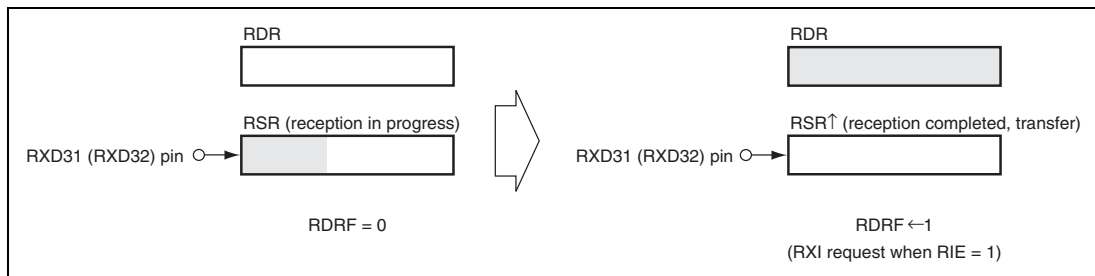 RDR
RSR (reception in progress)
RXD31 (RXD32) pin
RDRF = 0
RDR
RSR↑ (reception completed, transfer)
RXD31 (RXD32) pin
RDRF ←1
(RXI request when RIE = 1)